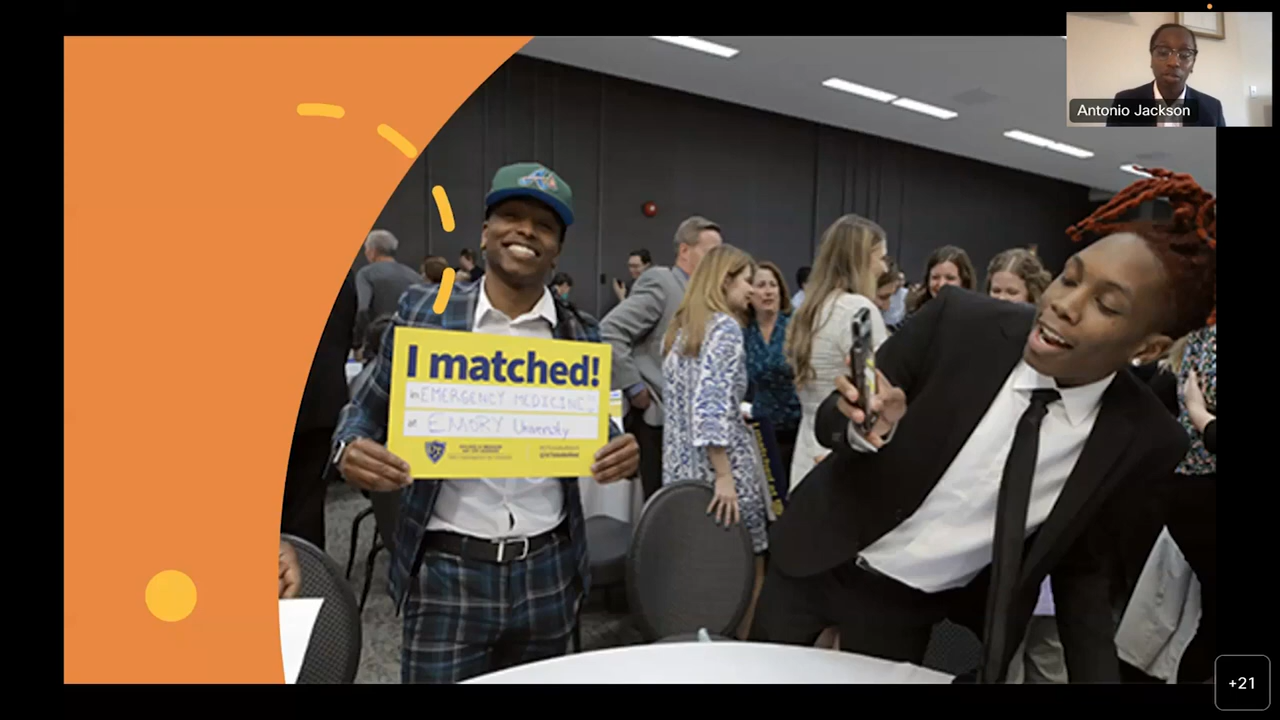 Antonio Jackson
I matched!
in EMERGENCY MEDICINE!!
at EMORY University
+21